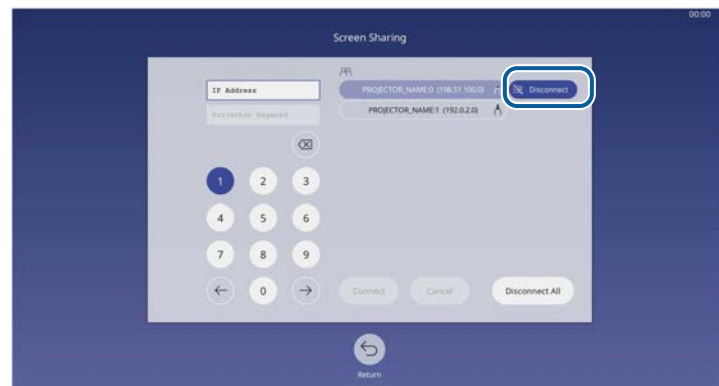 00:00
Screen Sharing
IP Address
Projector Keyword
PROJECTOR_NAME:0 (198.51.100.0)
Disconnect
PROJECTOR_NAME:1 (192.0.2.0)
1 2 3
4 5 6
7 8 9
← 0 →
Connect
Cancel
Disconnect All
Return